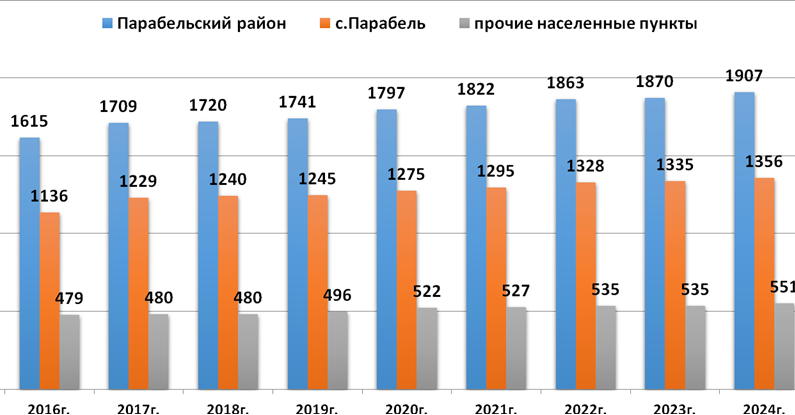 Парабельский район с.Парабель прочие населенные пункты
1615 1709 1720 1741 1797 1822 1863 1870 1907
1136 1229 1240 1245 1275 1295 1328 1335 1356
479 480 480 496 522 527 535 535 551
2016г. 2017г. 2018г. 2019г. 2020г. 2021г. 2022г. 2023г. 2024г.